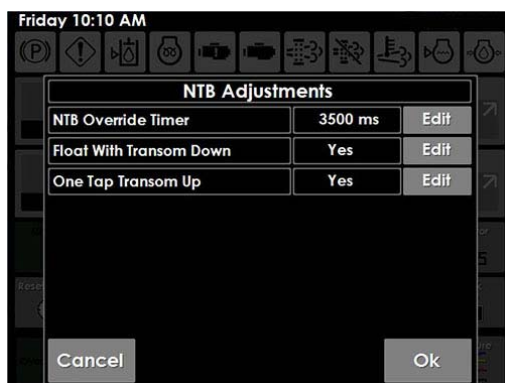 Friday 10:10 AM
NTB Adjustments
NTB Override Timer 3500 ms Edit
Float With Transom Down Yes Edit
One Tap Transom Up Yes Edit
Rese
Cancel Ok